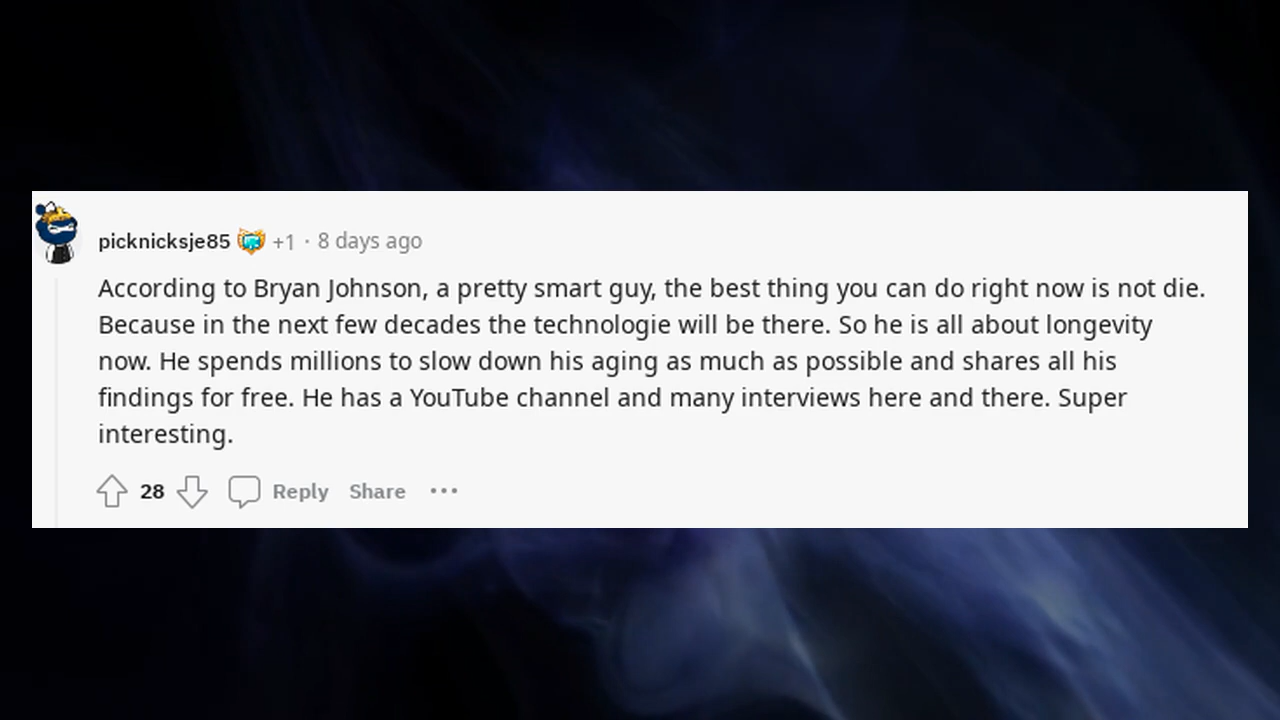 picknicksje85 +1 · 8 days ago
According to Bryan Johnson, a pretty smart guy, the best thing you can do right now is not die.
Because in the next few decades the technologie will be there. So he is all about longevity
now. He spends millions to slow down his aging as much as possible and shares all his
findings for free. He has a YouTube channel and many interviews here and there. Super
interesting.
28 Reply Share •••